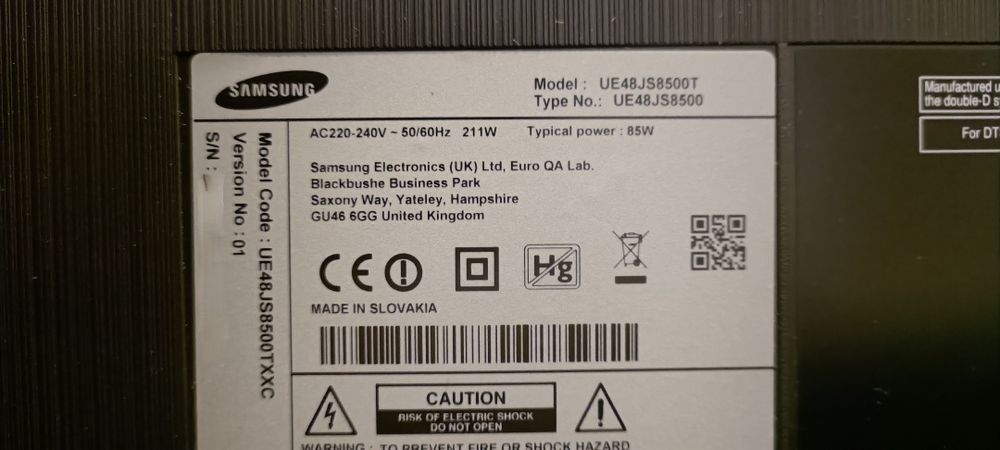 SAMSUNG
Model : UE48JS8500T
Type No.: UE48JS8500
AC220-240V ~ 50/60Hz 211W Typical power : 85W
Samsung Electronics (UK) Ltd, Euro QA Lab.
Blackbushe Business Park
Saxony Way, Yateley, Hampshire
GU46 6GG United Kingdom
CE
Hg
MADE IN SLOVAKIA
CAUTION
RISK OF ELECTRIC SHOCK
DO NOT OPEN
WARNING : TO PREVENT FIRE OR SHOCK HAZARD
Model Code : UE48JS8500TXXC
Version No : 01
S/N :
Manufactured
the double-D
For